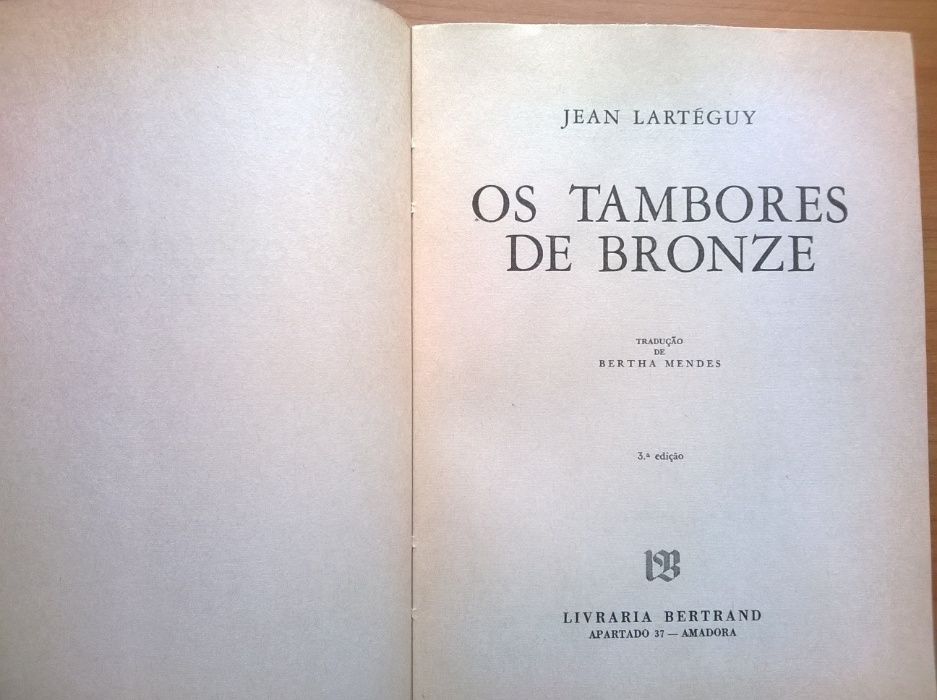 JEAN LARTÉGUY
OS TAMBORES
DE BRONZE
TRADUÇÃO
DE
BERTHA MENDES
3.ª edição
LB
LIVRARIA BERTRAND
APARTADO 37 — AMADORA